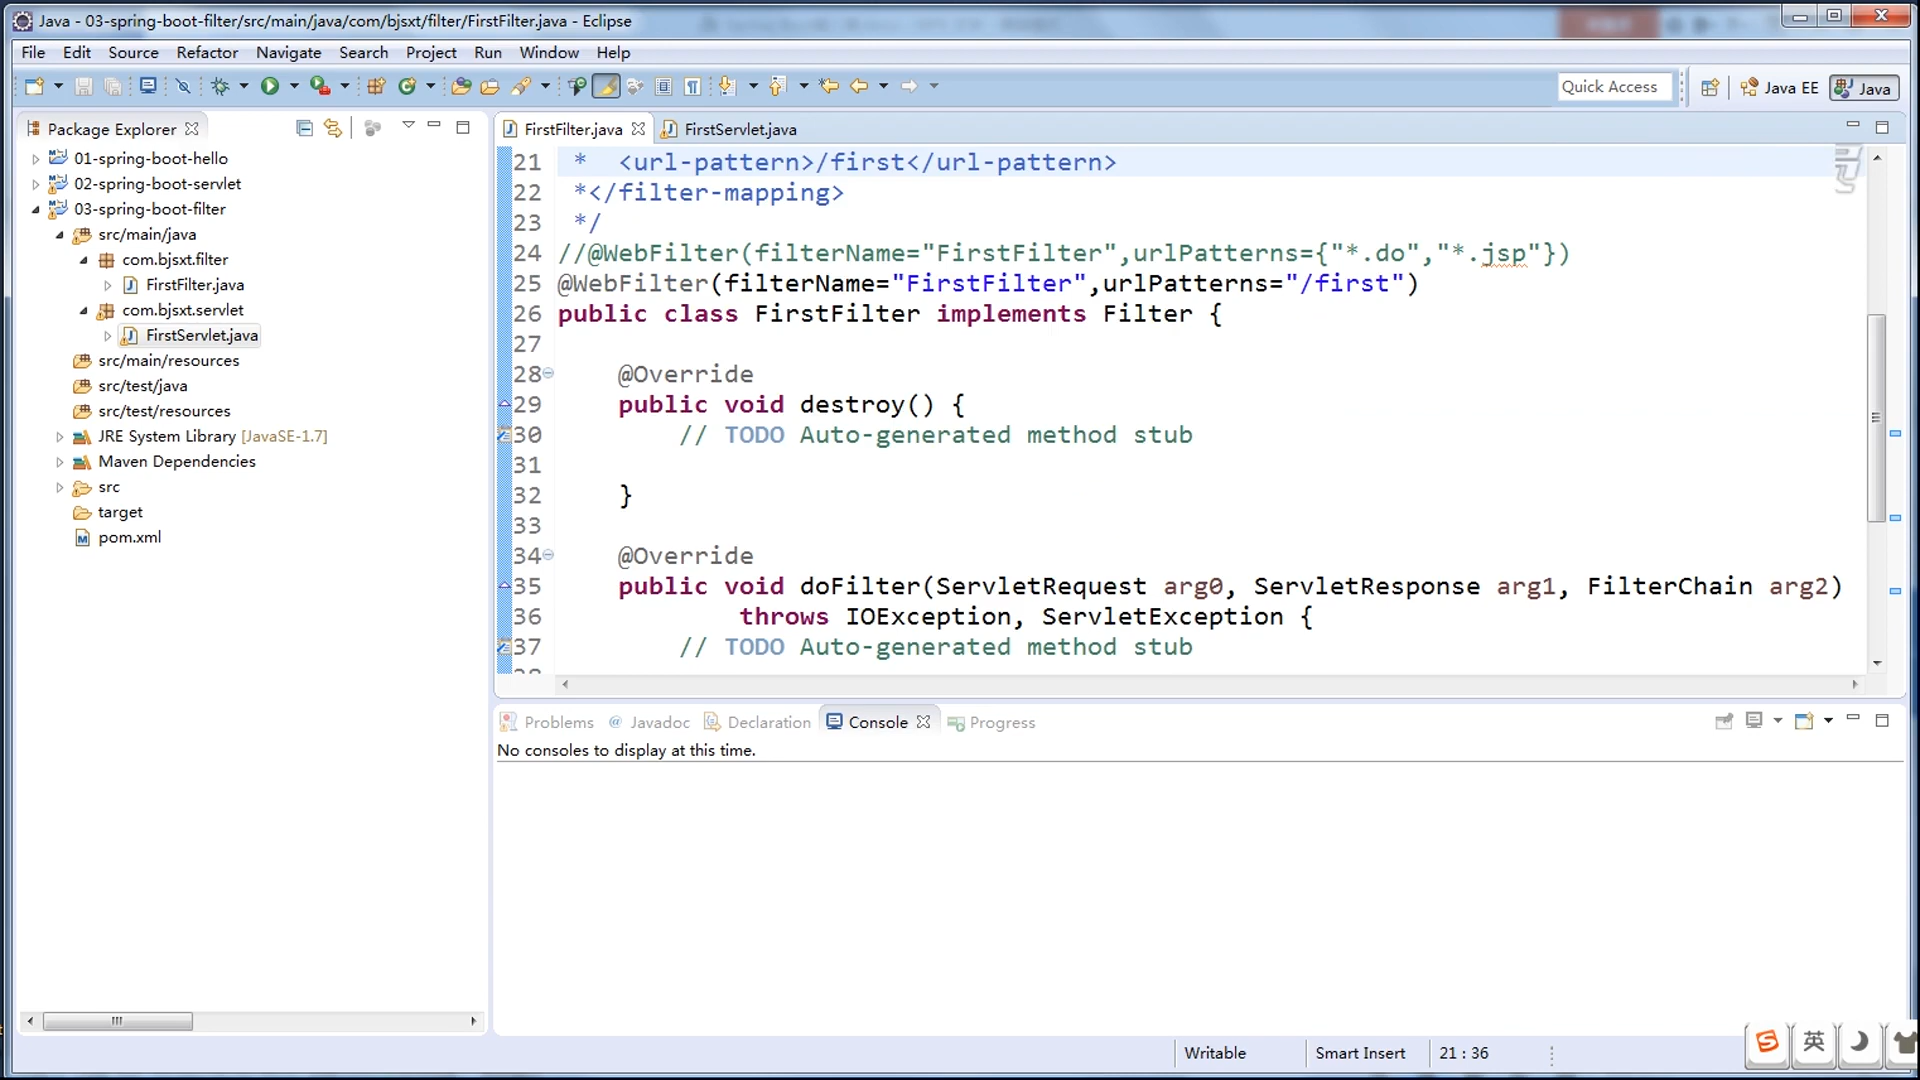 Java - 03-spring-boot-filter/src/main/java/com/bjsxt/filter/FirstFilter.java - Eclipse
File Edit Source Refactor Navigate Search Project Run Window Help
Quick Access
Java EE
Java
Package Explorer
01-spring-boot-hello
02-spring-boot-servlet
03-spring-boot-filter
src/main/java
com.bjsxt.filter
FirstFilter.java
com.bjsxt.servlet
FirstServlet.java
src/main/resources
src/test/java
src/test/resources
JRE System Library [JavaSE-1.7]
Maven Dependencies
src
target
pom.xml
FirstFilter.java FirstServlet.java
21 * <url-pattern>/first</url-pattern>
22 *</filter-mapping>
23 */
24 //@WebFilter(filterName="FirstFilter",urlPatterns={"*.do","*.jsp"})
25 @WebFilter(filterName="FirstFilter",urlPatterns="/first")
26 public class FirstFilter implements Filter {
27
28 @Override
29 public void destroy() {
30 // TODO Auto-generated method stub
31
32 }
33
34 @Override
35 public void doFilter(ServletRequest arg0, ServletResponse arg1, FilterChain arg2)
36 throws IOException, ServletException {
37 // TODO Auto-generated method stub
Problems Javadoc Declaration Console Progress
No consoles to display at this time.
Writable Smart Insert 21 : 36
英